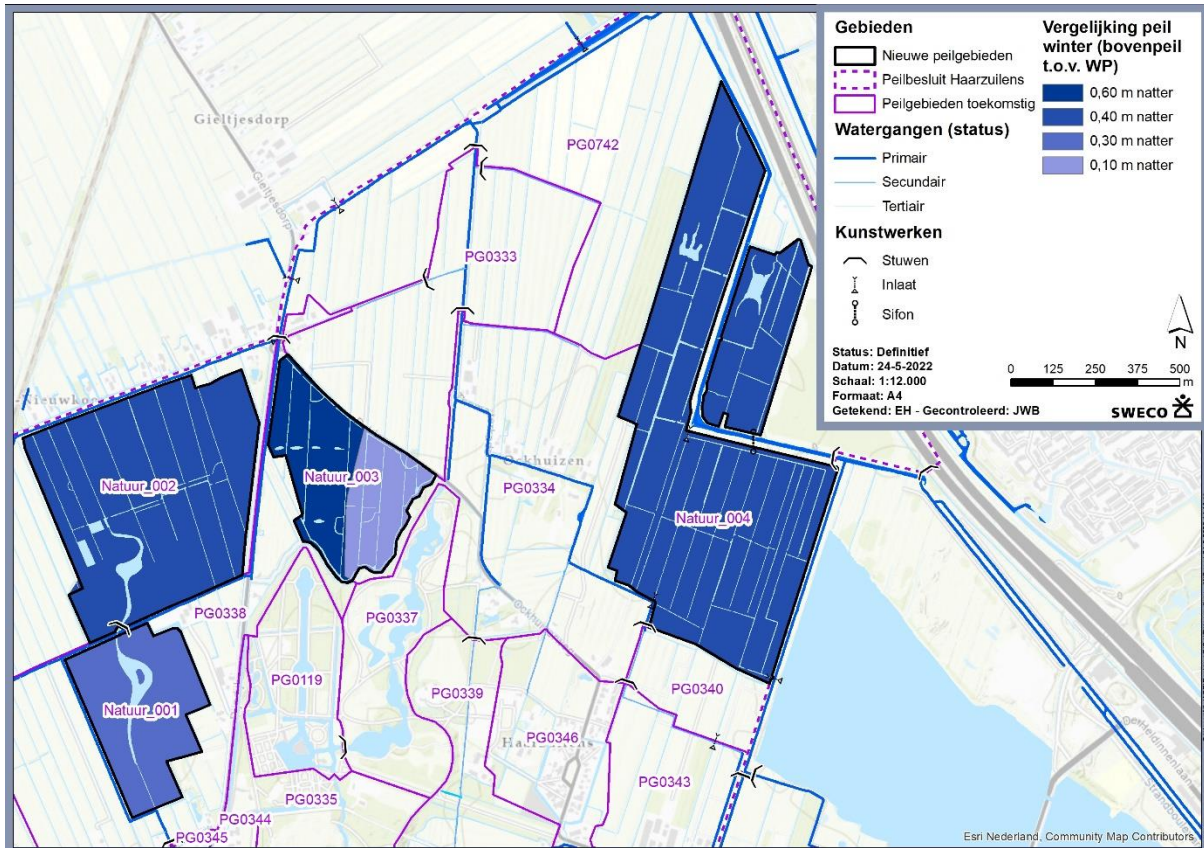 Gebieden
Nieuwe peilgebieden
Peilbesluit Haarzuilens
Peilgebieden toekomstig
Watergangen (status)
Primair
Secundair
Tertiair
Kunstwerken
Stuwen
Inlaat
Sifon
Vergelijking peil
winter (bovenpeil
t.o.v. WP)
0,60 m natter
0,40 m natter
0,30 m natter
0,10 m natter
Status: Definitief
Datum: 24-5-2022
Schaal: 1:12.000
Formaat: A4
Getekend: EH - Gecontroleerd: JWB
N
0 125 250 375 500
m
SWECO
Gieltjesdorp
Gieltjesdorp
PG0742
PG0333
Ockhuizen
PG0334
Natuur_002
Natuur_003
Natuur_004
PG0338
PG0337
Ockhuizen
PG0119
PG0339
PG0340
Natuur_001
PG0346
PG0343
PG0335
PG0344
PG0345
Esri Nederland, Community Map Contributors